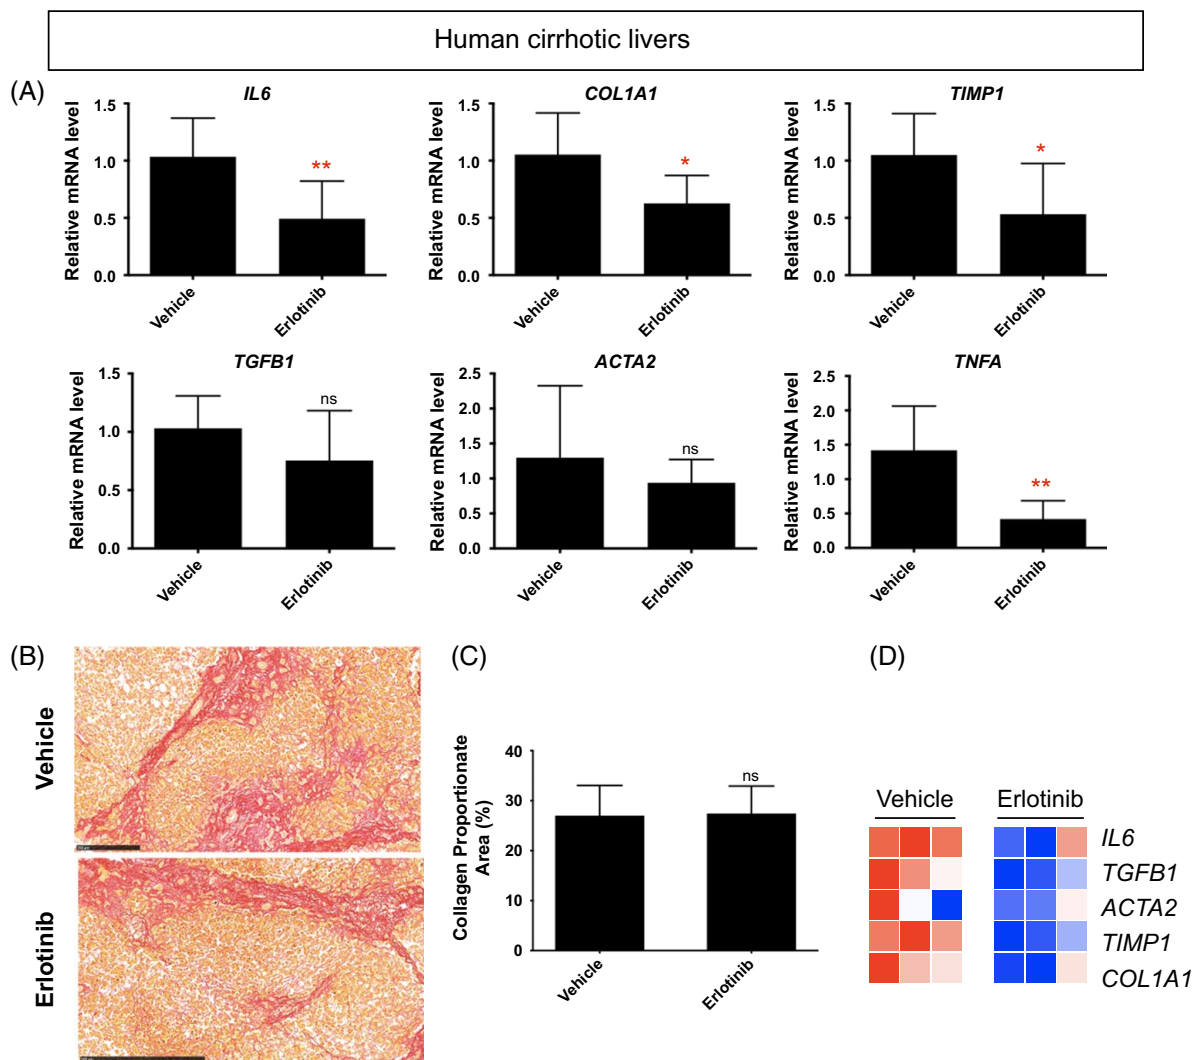 Human cirrhotic livers
(A)
IL6
Relative mRNA level
1.5
1.0
0.5
0.0
**
Vehicle
Erlotinib
COL1A1
Relative mRNA level
1.5
1.0
0.5
0.0
*
Vehicle
Erlotinib
TIMP1
Relative mRNA level
1.5
1.0
0.5
0.0
*
Vehicle
Erlotinib
TGFB1
Relative mRNA level
1.5
1.0
0.5
0.0
ns
Vehicle
Erlotinib
ACTA2
Relative mRNA level
2.5
2.0
1.5
1.0
0.5
0.0
ns
Vehicle
Erlotinib
TNFA
Relative mRNA level
2.5
2.0
1.5
1.0
0.5
0.0
**
Vehicle
Erlotinib
(B)
Vehicle
Erlotinib
(C)
Collagen Proportionate
Area (%)
40
30
20
10
0
ns
Vehicle
Erlotinib
(D)
Vehicle
Erlotinib
IL6
TGFB1
ACTA2
TIMP1
COL1A1